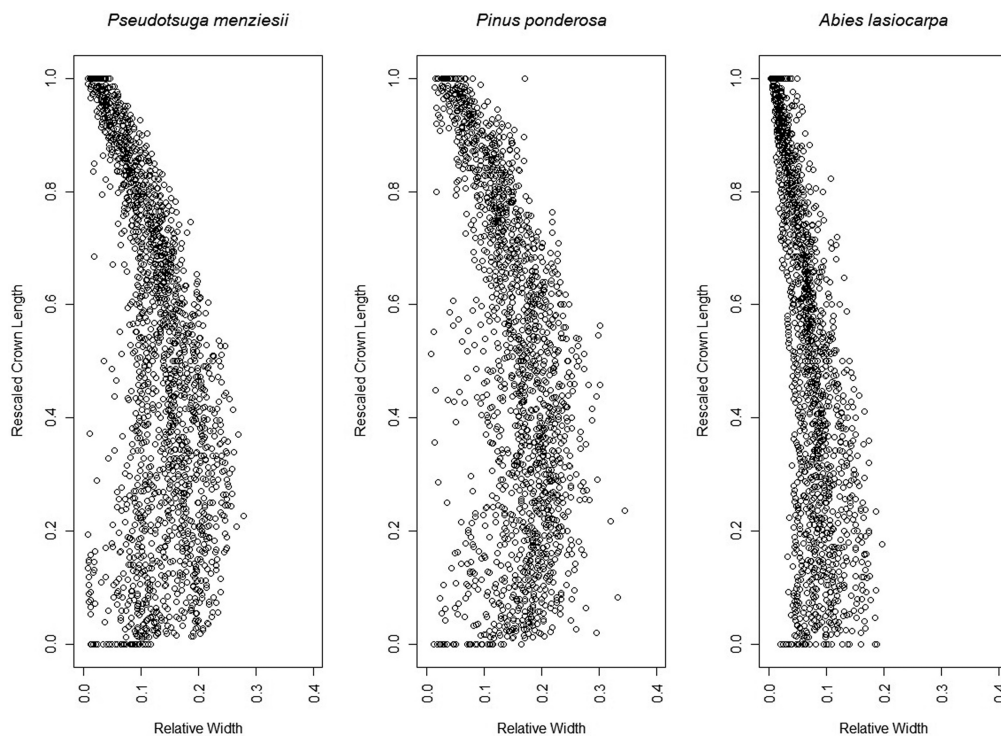 Pseudotsuga menziesii
Pinus ponderosa
Abies lasiocarpa
Rescaled Crown Length
1.0
0.8
0.6
0.4
0.2
0.0
0.0 0.1 0.2 0.3 0.4
Relative Width
Rescaled Crown Length
1.0
0.8
0.6
0.4
0.2
0.0
0.0 0.1 0.2 0.3 0.4
Relative Width
Rescaled Crown Length
1.0
0.8
0.6
0.4
0.2
0.0
0.0 0.1 0.2 0.3 0.4
Relative Width